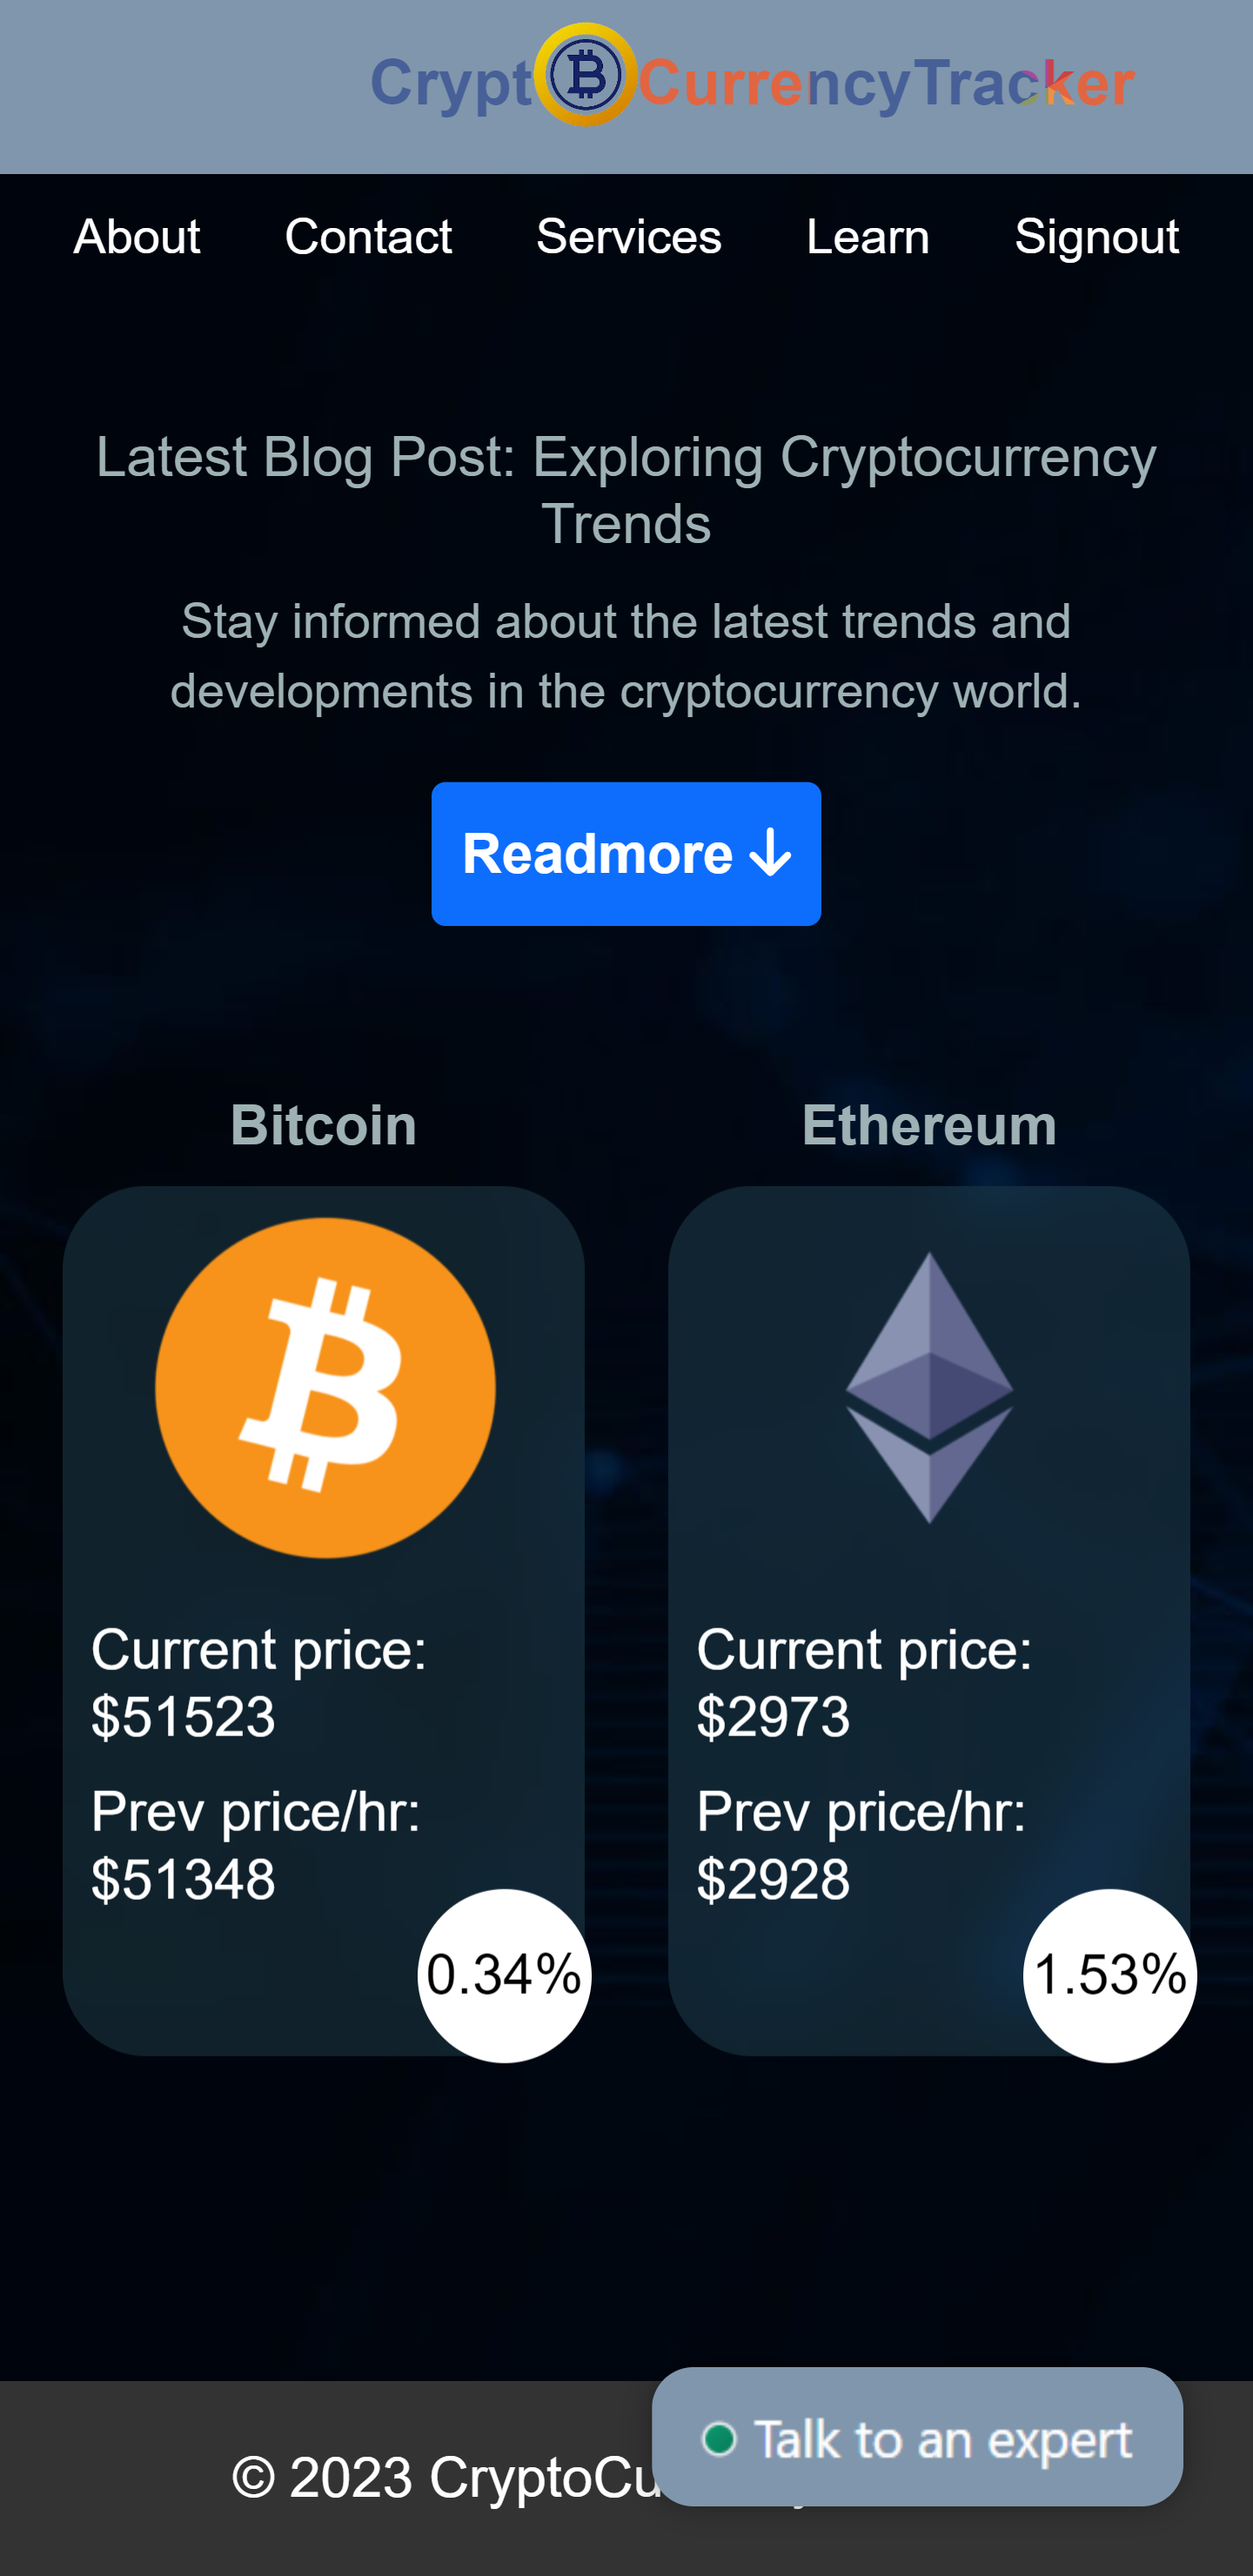 Crypt CurrencyTracker
About Contact Services Learn Signout
Latest Blog Post: Exploring Cryptocurrency
Trends
Stay informed about the latest trends and
developments in the cryptocurrency world.
Readmore
Bitcoin
Current price:
$51523
Prev price/hr:
$51348
0.34%
Ethereum
Current price:
$2973
Prev price/hr:
$2928
1.53%
Talk to an expert
© 2023 CryptoCu